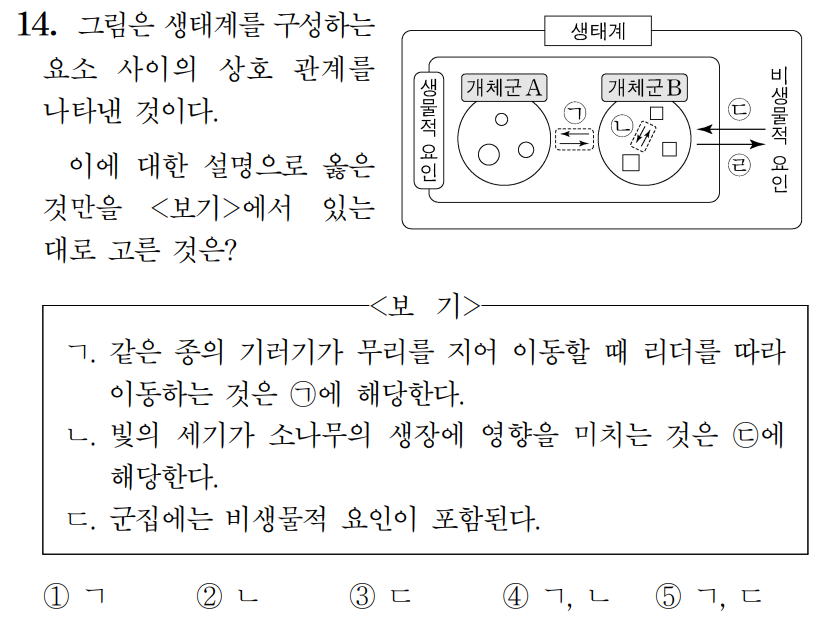 14. 그림은 생태계를 구성하는
요소 사이의 상호 관계를
나타낸 것이다.
이에 대한 설명으로 옳은
것만을 <보기>에서 있는
대로 고른 것은?
생태계
생물적 요인
개체군 A
개체군 B
㉠
㉡
㉢
㉣
비생물적 요인
<보 기>
ㄱ. 같은 종의 기러기가 무리를 지어 이동할 때 리더를 따라
이동하는 것은 ㉠에 해당한다.
ㄴ. 빛의 세기가 소나무의 생장에 영향을 미치는 것은 ㉢에
해당한다.
ㄷ. 군집에는 비생물적 요인이 포함된다.
① ㄱ ② ㄴ ③ ㄷ ④ ㄱ, ㄴ ⑤ ㄱ, ㄷ